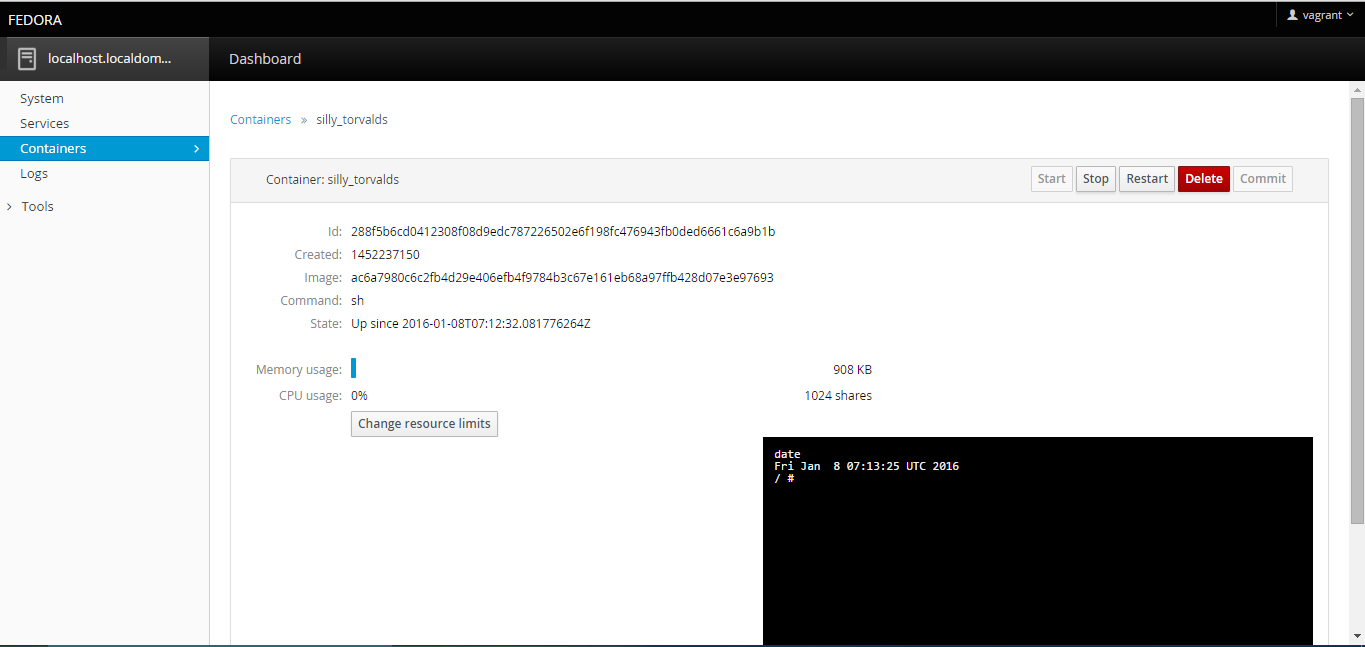 FEDORA
vagrant
localhost.localdom...
Dashboard
System
Services
Containers
Logs
Tools
Containers » silly_torvalds
Container: silly_torvalds
Start Stop Restart Delete Commit
Id: 288f5b6cd0412308f08d9edc787226502e6f198fc476943fb0ded6661c6a9b1b
Created: 1452237150
Image: ac6a7980c6c2fb4d29e406efb4f9784b3c67e161eb68a97ffb428d07e3e97693
Command: sh
State: Up since 2016-01-08T07:12:32.081776264Z
Memory usage: 908 KB
CPU usage: 0% 1024 shares
Change resource limits
date
Fri Jan  8 07:13:25 UTC 2016
/ #